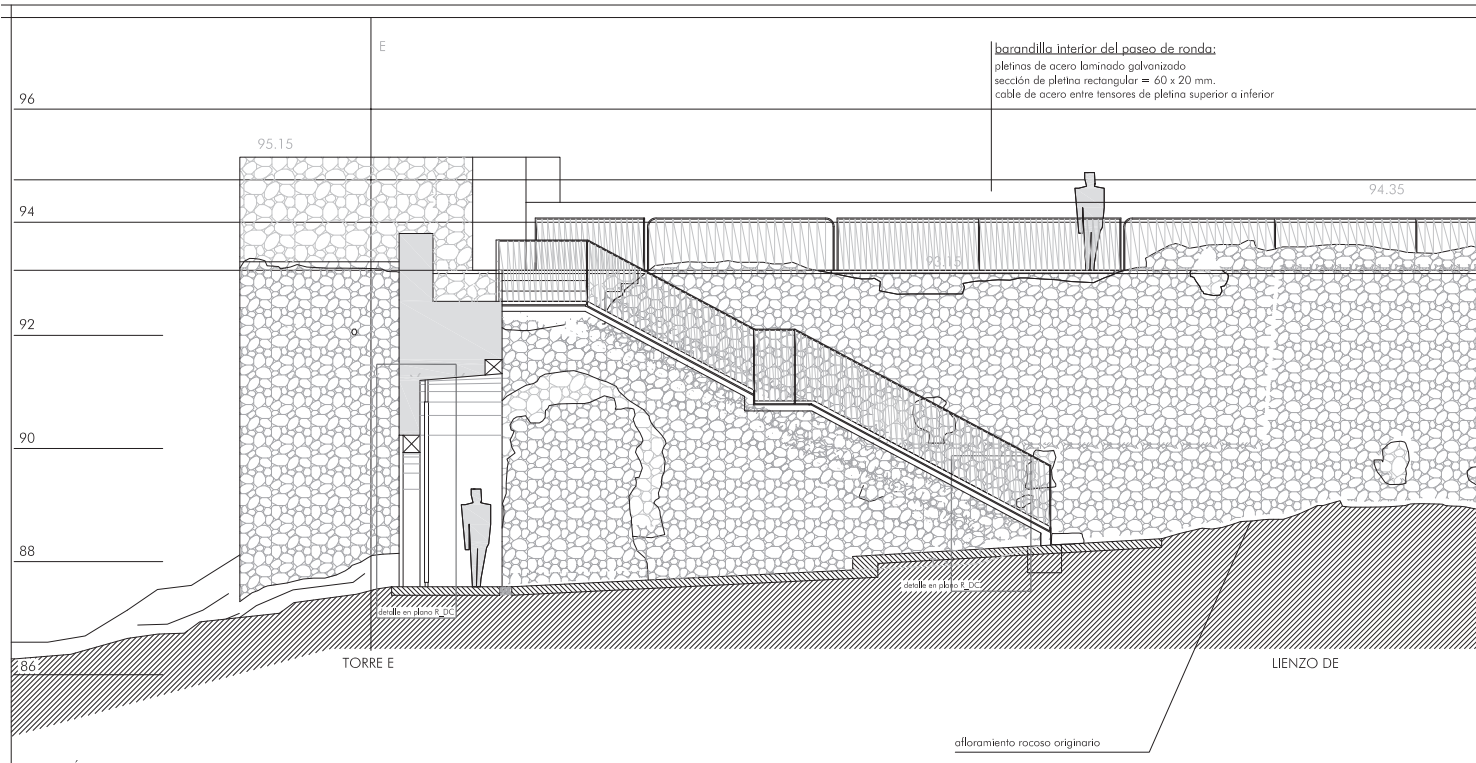 E
barandilla interior del paseo de ronda:
pletinas de acero laminado galvanizado
sección de pletina rectangular = 60 x 20 mm.
cable de acero entre tensores de pletina superior a inferior
96
95.15
94.35
94
93.15
92
90
88
detalle en plano R_DC
detalle en plano R_DC
86
TORRE E
LIENZO DE
afloramiento rocoso originario